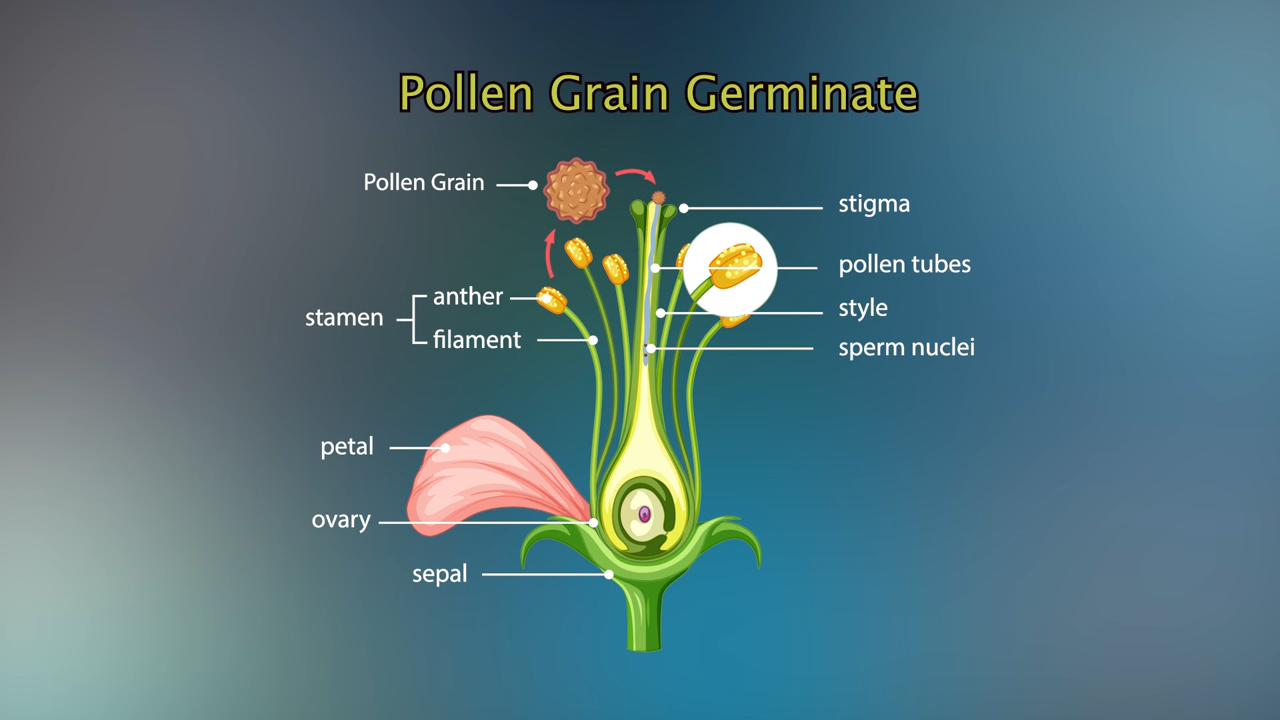 Pollen Grain Germinate
Pollen Grain
stigma
pollen tubes
anther
stamen
style
filament
sperm nuclei
petal
ovary
sepal